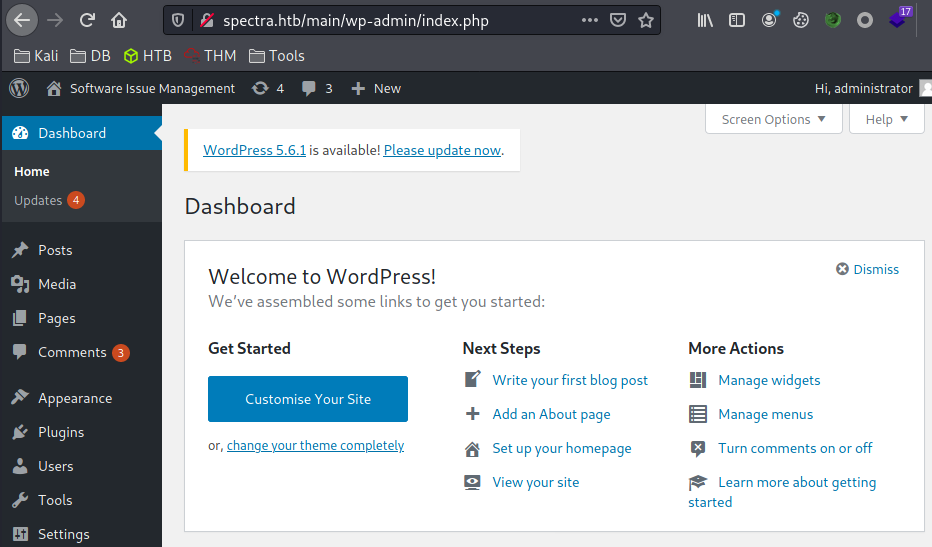 spectra.htb/main/wp-admin/index.php
17
Kali DB HTB THM Tools
Software Issue Management 4 3 New Hi, administrator
Dashboard
Home
Updates 4
Posts
Media
Pages
Comments 3
Appearance
Plugins
Users
Tools
Settings
Screen Options Help
WordPress 5.6.1 is available! Please update now.
Dashboard
Welcome to WordPress!
Dismiss
We've assembled some links to get you started:
Get Started
Customise Your Site
or, change your theme completely
Next Steps
Write your first blog post
Add an About page
Set up your homepage
View your site
More Actions
Manage widgets
Manage menus
Turn comments on or off
Learn more about getting
started